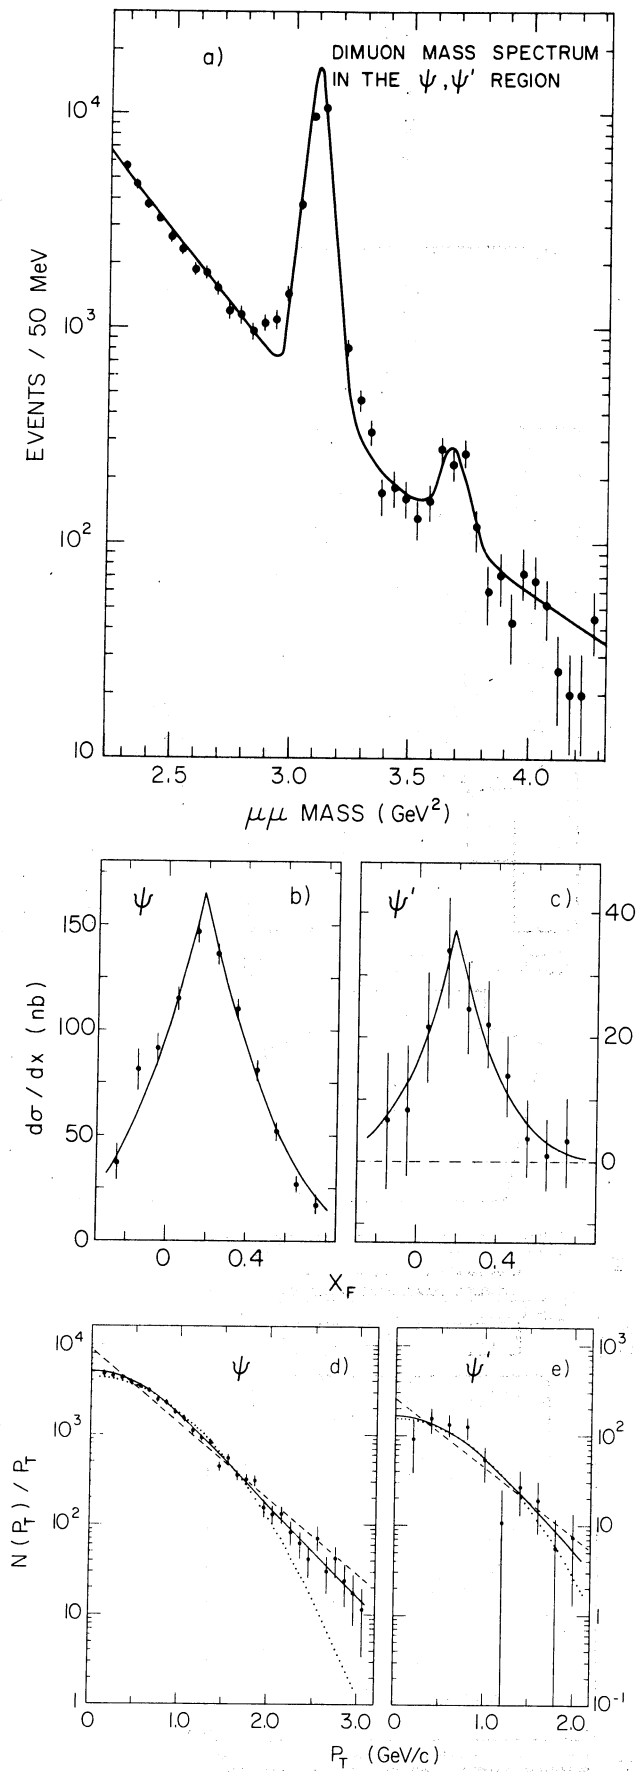 a)
DIMUON MASS SPECTRUM
IN THE ψ,ψ' REGION
10⁴
10³
10²
10
EVENTS / 50 MeV
2.5 3.0 3.5 4.0
μμ MASS (GeV²)
ψ b)
150
100
50
0
dσ/dx (nb)
0 0.4
ψ' c)
40
20
0
0 0.4
X_F
ψ d)
10⁴
10³
10²
10
1
N(P_T)/P_T
0 1.0 2.0 3.0
ψ' e)
10³
10²
10
1
10⁻¹
0 1.0 2.0
P_T (GeV/c)